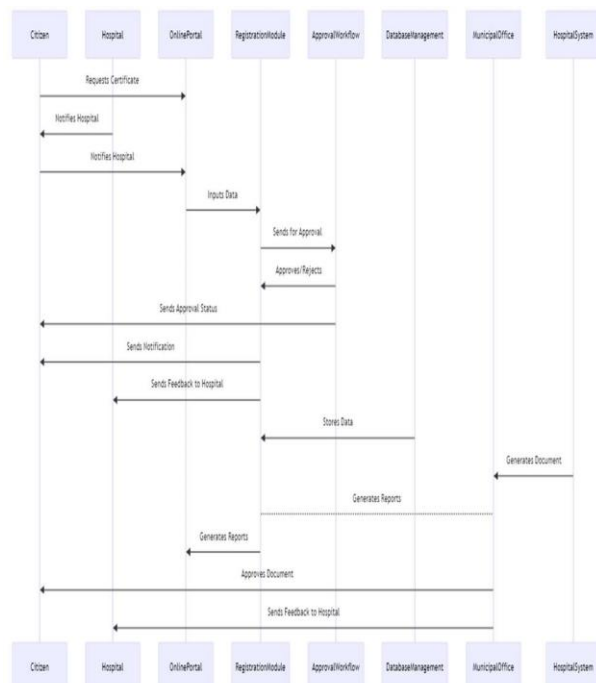 Citizen Hospital OnlinePortal RegistrationModule ApprovalWorkflow DatabaseManagement MunicipalOffice HospitalSystem
Requests Certificate
Notifies Hospital
Notifies Hospital
Inputs Data
Sends for Approval
Approves/Rejects
Sends Approval Status
Sends Notification
Sends Feedback to Hospital
Stores Data
Generates Document
Generates Reports
Generates Reports
Approves Document
Sends Feedback to Hospital
Citizen Hospital OnlinePortal RegistrationModule ApprovalWorkflow DatabaseManagement MunicipalOffice HospitalSystem